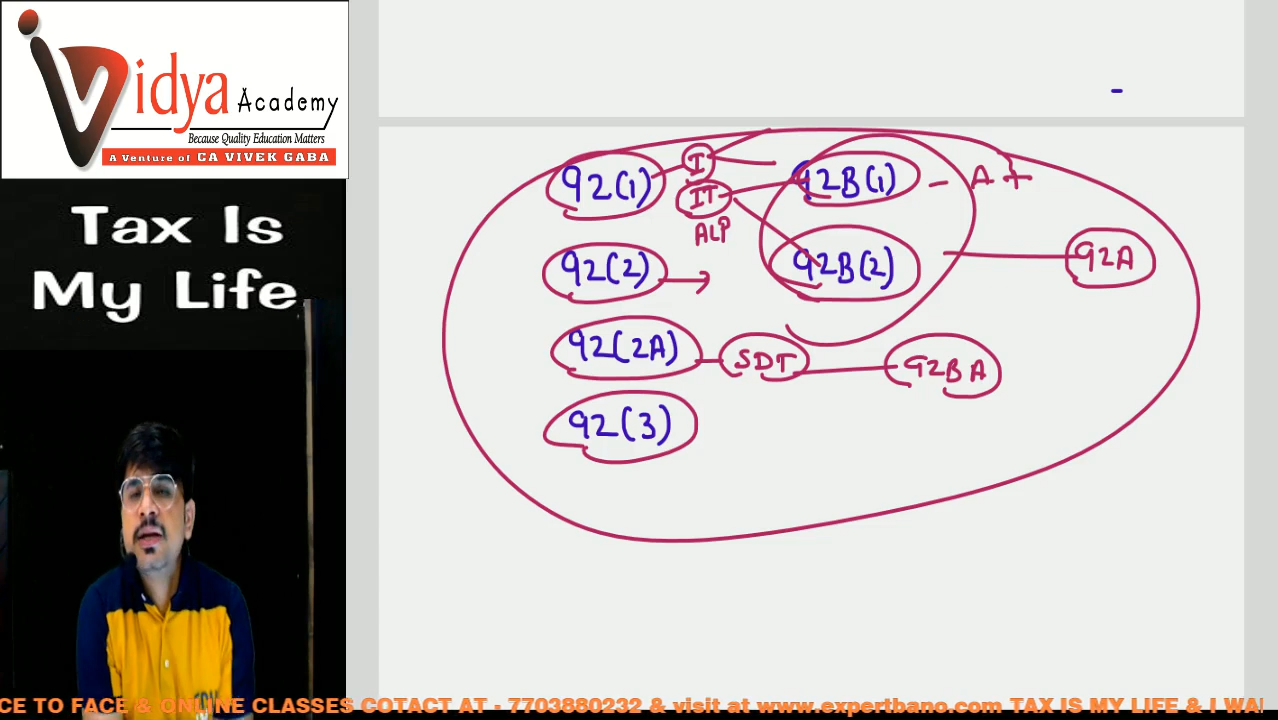 Vidya Academy
Because Quality Education Matters
A Venture of CA VIVEK GABA
Tax Is
My Life
92(1) I 92B(1) - A
IT
ALP
92(2) 92B(2) 92A
92(2A) SDT 92BA
92(3)
CE TO FACE & ONLINE CLASSES COTACT AT - 7703880232 & visit at www.expertbano.com TAX IS MY LIFE & I WA